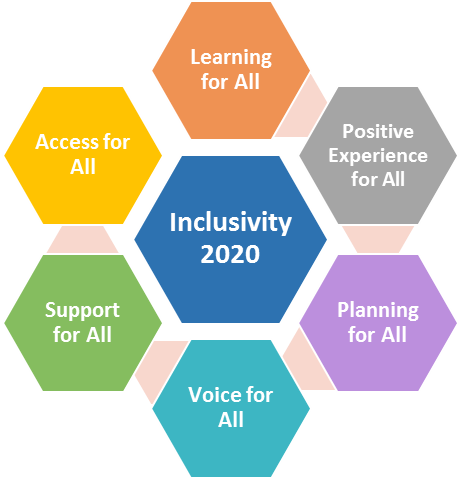 Learning
for All
Positive
Experience
for All
Planning
for All
Voice for
All
Support
for All
Access for
All
Inclusivity
2020